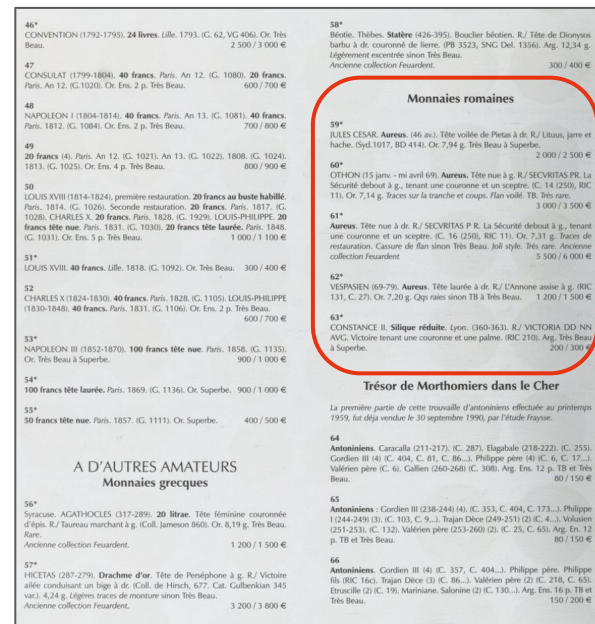 46*
CONVENTION (1792-1795). 24 livres. Lille. 1793. (G. 62, VG 406). Or. Très
Beau. 2 500 / 3 000 €
47
CONSULAT (1799-1804). 40 francs. Paris. An 12. (G. 1080). 20 francs.
Paris. An 12. (G.1020). Or. Ens. 2 p. Très Beau. 600 / 700 €
48
NAPOLEON I (1804-1814). 40 francs. Paris. An 13. (G. 1081). 40 francs.
Paris. 1812. (G. 1084). Or. Ens. 2 p. Très Beau. 700 / 800 €
49
20 francs (4). Paris. An 12. (G. 1021). An 13. (G. 1022). 1808. (G. 1024).
1813. (G. 1025). Or. Ens. 4 p. Très Beau. 800 / 900 €
50
LOUIS XVIII (1814-1824), première restauration. 20 francs au buste habillé.
Paris. 1814. (G. 1026). Seconde restauration. 20 francs. Paris. 1817. (G.
1028). CHARLES X. 20 francs. Paris. 1828. (G. 1929). LOUIS-PHILIPPE. 20
francs tête nue. Paris. 1831. (G. 1030). 20 francs tête laurée. Paris. 1848.
(G. 1031). Or. Ens. 5 p. Très Beau. 1 000 / 1 100 €
51*
LOUIS XVIII. 40 francs. Lille. 1818. (G. 1092). Or. Très Beau. 300 / 400 €
52
CHARLES X (1824-1830). 40 francs. Paris. 1828. (G. 1105). LOUIS-PHILIPPE
(1830-1848). 40 francs. Paris. 1831. (G. 1106). Or. Ens. 2 p. Très Beau.
600 / 700 €
53*
NAPOLEON III (1852-1870). 100 francs tête nue. Paris. 1858. (G. 1135).
Or. Très Beau à Superbe. 900 / 1 000 €
54*
100 francs tête laurée. Paris. 1869. (G. 1136). Or. Superbe. 900 / 1 000 €
55*
50 francs tête nue. Paris. 1857. (G. 1111). Or. Superbe. 400 / 500 €
A D'AUTRES AMATEURS
Monnaies grecques
56*
Syracuse. AGATHOCLES (317-289). 20 litrae. Tête féminine couronnée
d'épis. R./ Taureau marchant à g. (Coll. Jameson 860). Or. 8,19 g. Très Beau.
Rare.
Ancienne collection Feuardent. 1 200 / 1 500 €
57*
HICETAS (287-279). Drachme d'or. Tête de Perséphone à g. R./ Victoire
ailée conduisant un bige à dr. (Coll. de Hirsch, 677. Cat. Gulbenkian 345
var.). 4,24 g. Légères traces de monture sinon Très Beau.
Ancienne collection Feuardent. 3 200 / 3 800 €
58*
Béotie. Thèbes. Statère (426-395). Bouclier béotien. R./ Tête de Dionysos
barbu à dr. couronné de lierre. (PB 3523, SNG Del. 1356). Arg. 12,34 g.
Légèrement excentrée sinon Très Beau.
Ancienne collection Feuardent. 300 / 400 €
Monnaies romaines
59*
JULES CESAR. Aureus. (46 av.). Tête voilée de Pietas à dr. R./ Lituus, jarre et
hache. (Syd.1017, BD 414). Or. 7,94 g. Très Beau à Superbe.
2 000 / 2 500 €
60*
OTHON (15 janv. - mi avril 69). Aureus. Tête nue à g. R./ SECVRITAS PR. La
Sécurité debout à g., tenant une couronne et un sceptre. (C. 14 (250), RIC
11). Or. 7,14 g. Traces sur la tranche et coups. Flan voilé. TB. Très rare.
3 000 / 3 500 €
61*
Aureus. Tête nue à dr. R./ SECVRITAS P R. La Sécurité debout à g., tenant
une couronne et un sceptre. (C. 16 (250), RIC 11). Or. 7,31 g. Traces de
restauration. Cassure de flan sinon Très Beau. Joli style. Très rare. Ancienne
collection Feuardent 5 500 / 6 000 €
62*
VESPASIEN (69-79). Aureus. Tête laurée à dr. R./ L'Annone assise à g. (RIC
131, C. 27). Or. 7,20 g. Qqs raies sinon TB à Très Beau. 1 200 / 1 500 €
63*
CONSTANCE II. Silique réduite. Lyon. (360-363). R./ VICTORIA DD NN
AVG. Victoire tenant une couronne et une palme. (RIC 210). Arg. Très Beau
à Superbe. 200 / 300 €
Trésor de Morthomiers dans le Cher
La première partie de cette trouvaille d'antoniniens effectuée au printemps
1959, fut déja vendue le 30 septembre 1990, par l'étude Fraysse.
64
Antoniniens. Caracalla (211-217). (C. 287). Elagabale (218-222). (C. 255).
Gordien III (4) (C. 404, C. 81, C. 86...). Philippe père (4) (C. 6, C. 17...).
Valérien père (C. 6). Gallien (260-268) (C. 308). Arg. Ens. 12 p. TB et Très
Beau. 80 / 150 €
65
Antoniniens : Gordien III (238-244) (4). (C. 353, C. 404, C. 173...). Philippe
I (244-249) (3). (C. 103, C. 9...). Trajan Dèce (249-251) (2) (C. 4...). Volusien
(251-253). (C. 132). Valérien père (253-260) (2). (C. 25, C. 65). Arg. En. 12
p. TB et Très Beau. 80 / 150 €
66
Antoniniens. Gordien III (4) (C. 357, C. 404...). Philippe père. Philippe
fils (RIC 16c). Trajan Dèce (3) (C. 86...). Valérien père (2) (C. 218, C. 65).
Etruscille (2) (C. 19). Mariniane. Salonine (2) (C. 130...). Arg. Ens. 16 p. TB et
Très Beau. 150 / 200 €